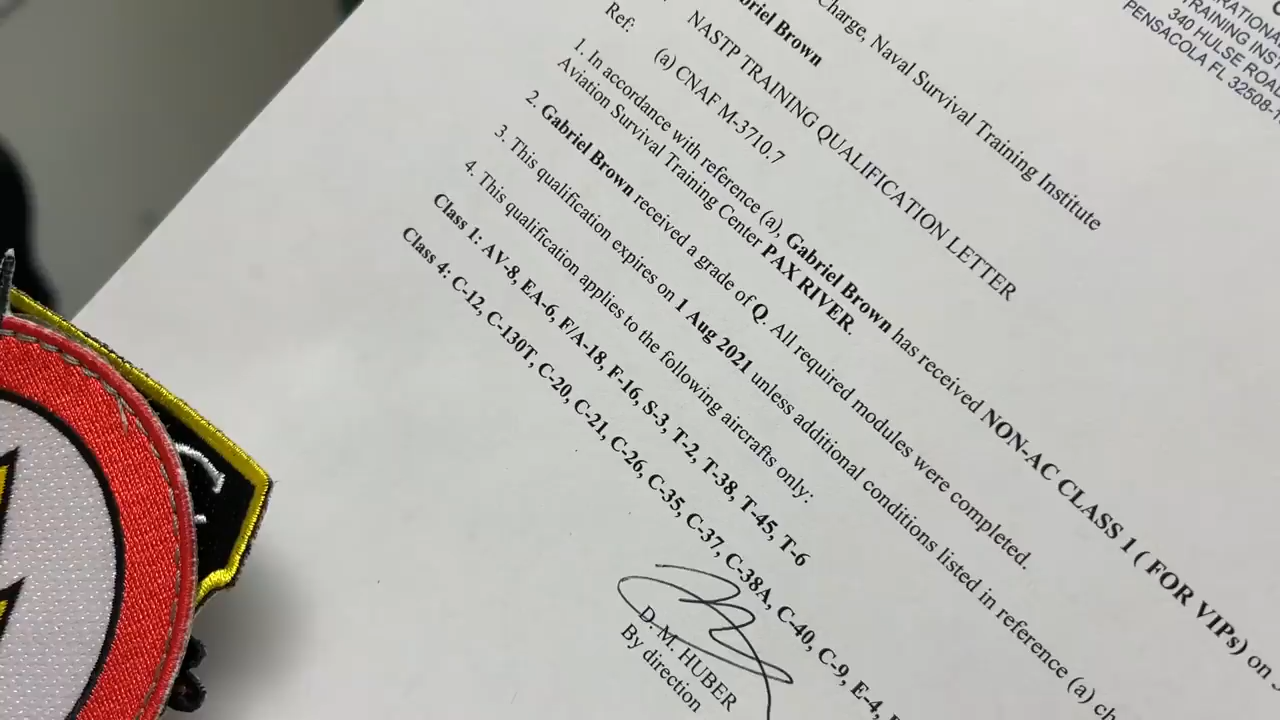 RATIONA
TRAINING INST
340 HULSE ROAD
PENSACOLA FL 32508-1
Charge, Naval Survival Training Institute
briel Brown
NASTP TRAINING QUALIFICATION LETTER
Ref: (a) CNAF M-3710.7
1. In accordance with reference (a), Gabriel Brown has received NON-AC CLASS 1 ( FOR VIPs) on
Aviation Survival Training Center PAX RIVER.
2. Gabriel Brown received a grade of Q. All required modules were completed.
3. This qualification expires on 1 Aug 2021 unless additional conditions listed in reference (a) ch
4. This qualification applies to the following aircrafts only:
Class 1: AV-8, EA-6, F/A-18, F-16, S-3, T-2, T-38, T-45, T-6
Class 4: C-12, C-130T, C-20, C-21, C-26, C-35, C-37, C-38A, C-40, C-9, E-4,
D. M. HUBER
By direction